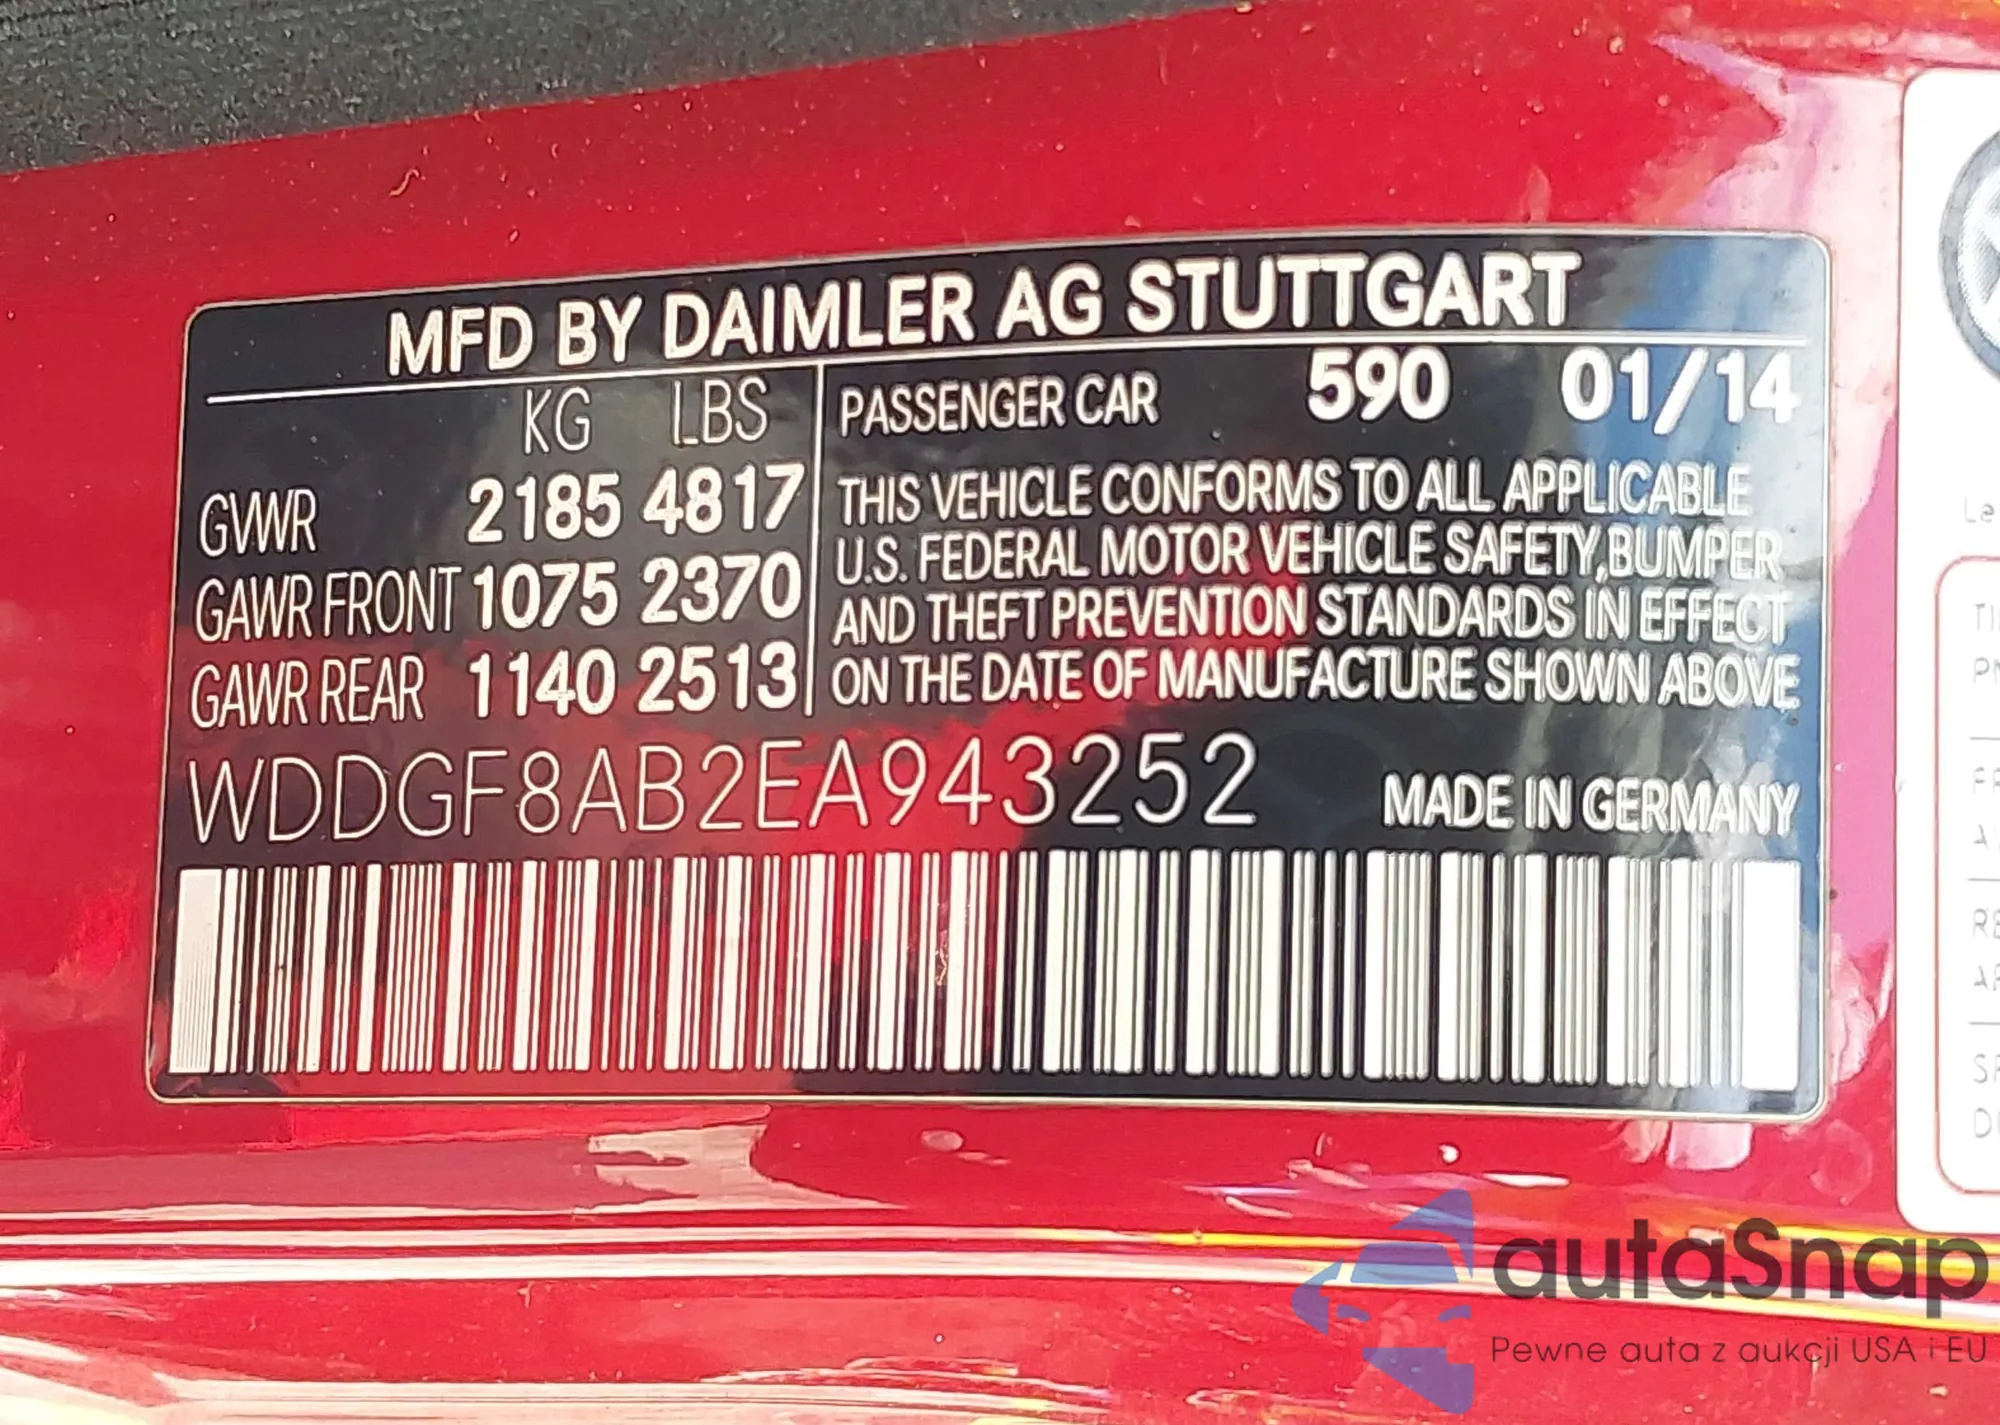 MFD BY DAIMLER AG STUTTGART
KG LBS
GVWR 2185 4817
GAWR FRONT 1075 2370
GAWR REAR 1140 2513
PASSENGER CAR 590 01/14
THIS VEHICLE CONFORMS TO ALL APPLICABLE
U.S. FEDERAL MOTOR VEHICLE SAFETY,BUMPER
AND THEFT PREVENTION STANDARDS IN EFFECT
ON THE DATE OF MANUFACTURE SHOWN ABOVE
WDDGF8AB2EA943252
MADE IN GERMANY
Le
autaSnap
Pewne auta z aukcji USA i EU